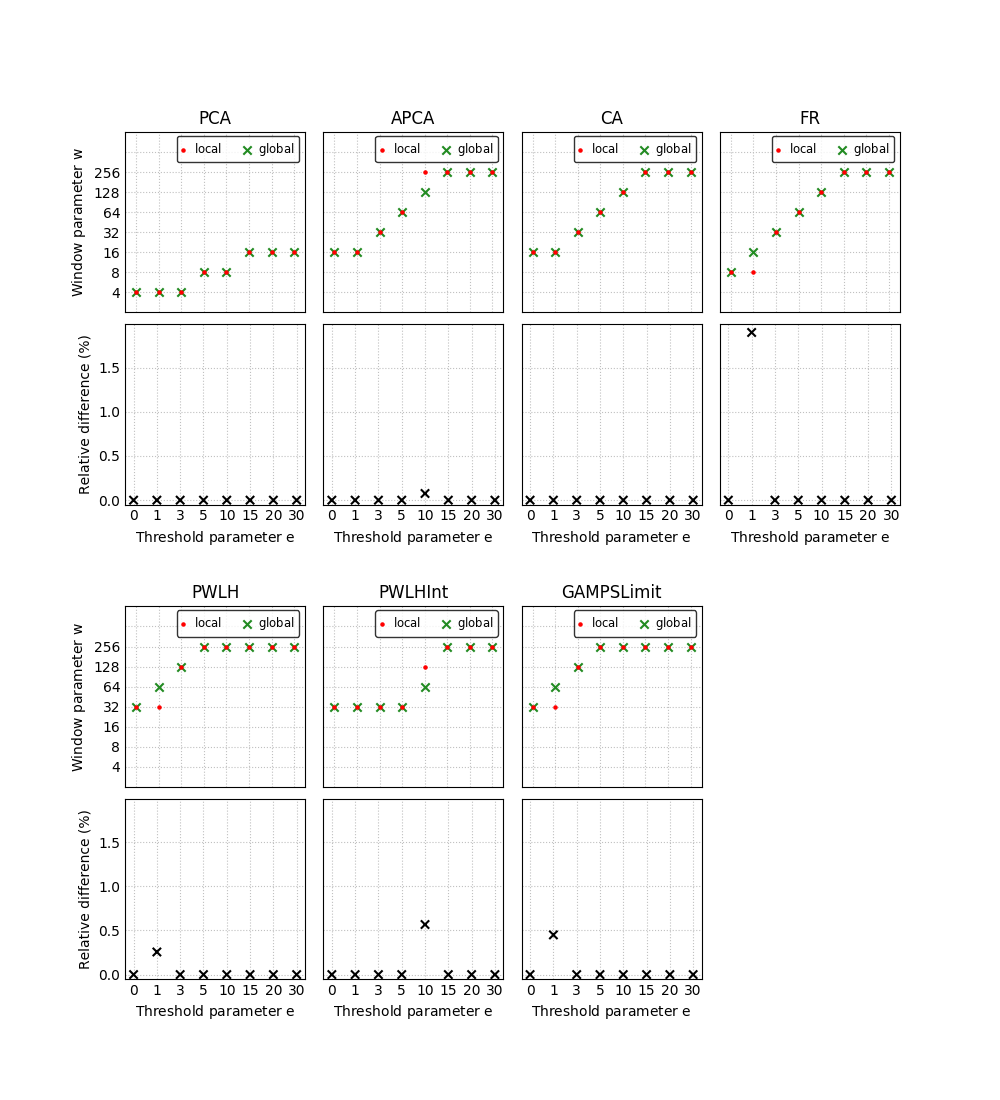 PCA APCA CA FR
local global local global local global local global
Window parameter w
256
128
64
32
16
8
4
Relative difference (%)
1.5
1.0
0.5
0.0
0 1 3 5 10 15 20 30 0 1 3 5 10 15 20 30 0 1 3 5 10 15 20 30 0 1 3 5 10 15 20 30
Threshold parameter e Threshold parameter e Threshold parameter e Threshold parameter e
PWLH PWLHInt GAMPSLimit
local global local global local global
Window parameter w
256
128
64
32
16
8
4
Relative difference (%)
1.5
1.0
0.5
0.0
0 1 3 5 10 15 20 30 0 1 3 5 10 15 20 30 0 1 3 5 10 15 20 30
Threshold parameter e Threshold parameter e Threshold parameter e